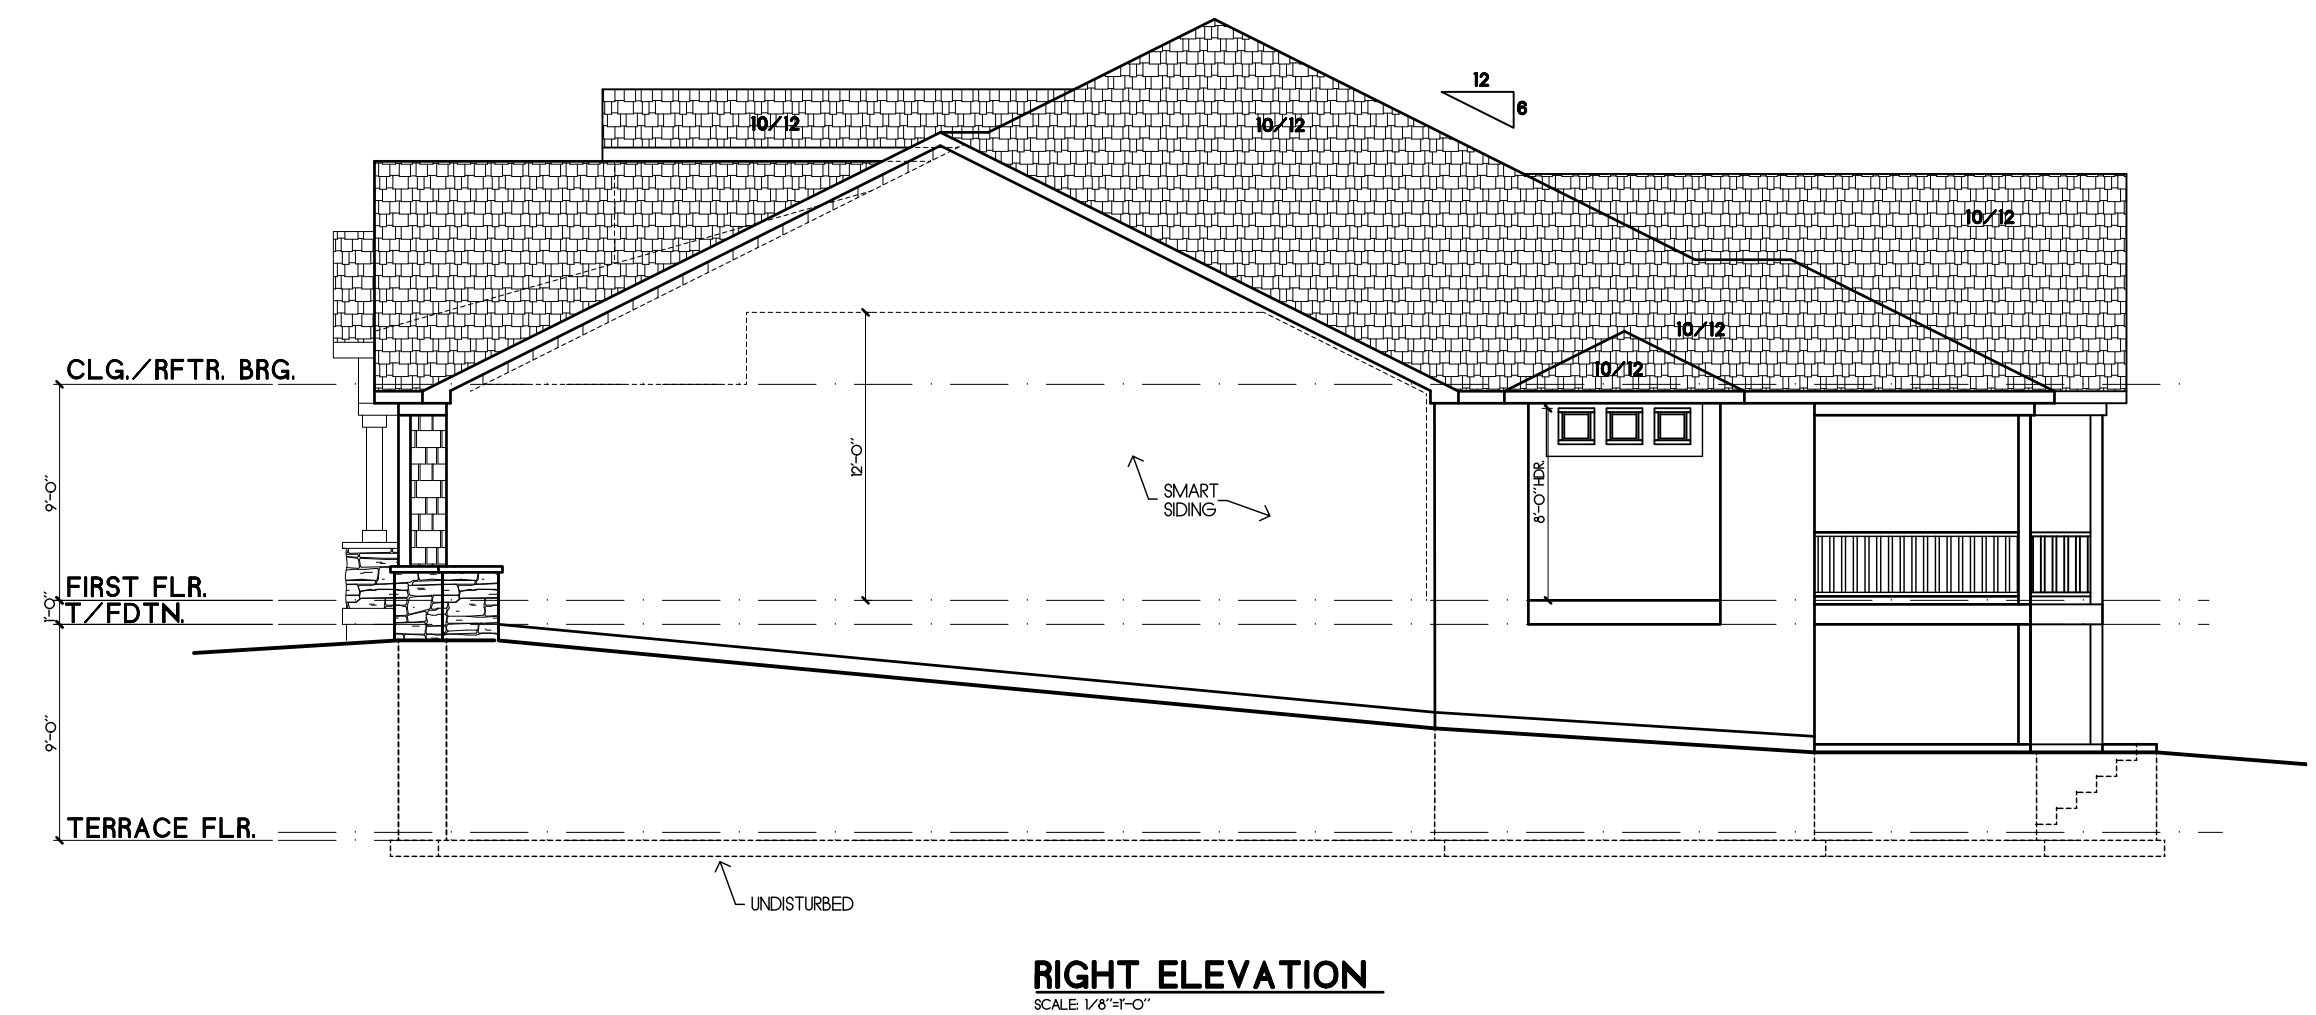 12
6
10/12
10/12
10/12
10/12
10/12
CLG./RFTR. BRG.
9'-0"
12'-0"
8'-0" HDR.
SMART
SIDING
FIRST FLR.
1'-0"
T/FDTN.
9'-0"
TERRACE FLR.
UNDISTURBED
RIGHT ELEVATION
SCALE: 1/8"=1'-0"